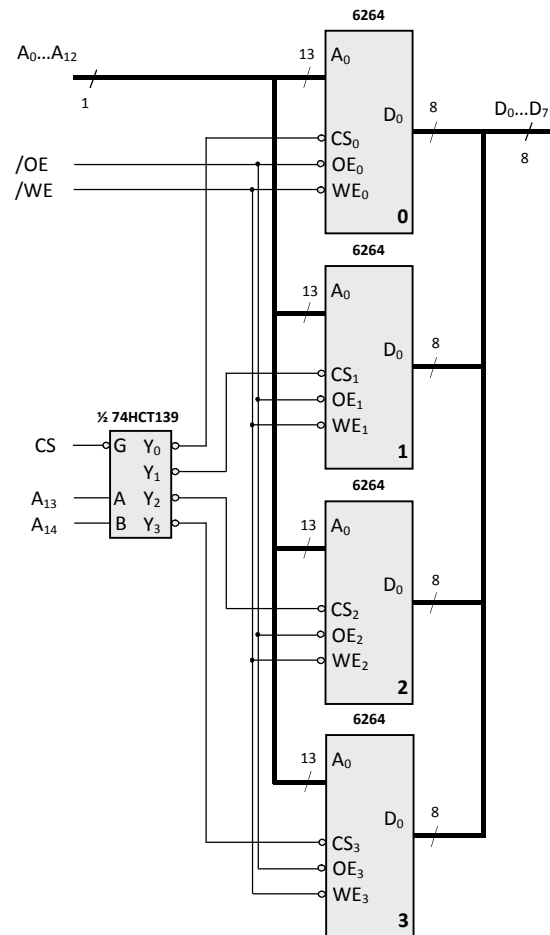 6264
A₀...A₁₂
1
13
A₀
D₀
8
D₀...D₇
8
CS₀
/OE
OE₀
/WE
WE₀
0
6264
13
A₀
D₀
8
CS₁
OE₁
WE₁
1
½ 74HCT139
CS
G
Y₀
Y₁
A₁₃
A
Y₂
A₁₄
B
Y₃
6264
13
A₀
D₀
8
CS₂
OE₂
WE₂
2
6264
13
A₀
D₀
8
CS₃
OE₃
WE₃
3